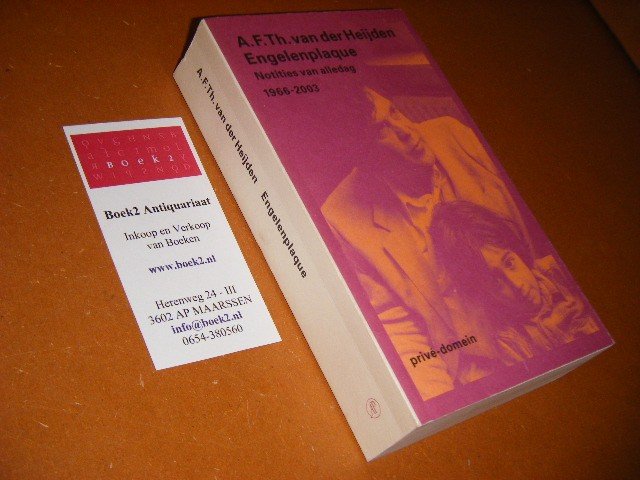 A.F.Th. van der Heijden
Engelenplaque
Notities van alledag
1966-2003
privé-domein
A.F.Th. van der Heijden Engelenplaque
BOEK2
Boek2 Antiquariaat
Inkoop en Verkoop
van Boeken
www.boek2.nl
Herenweg 24 - III
3602 AP MAARSSEN
info@boek2.nl
0654-380560